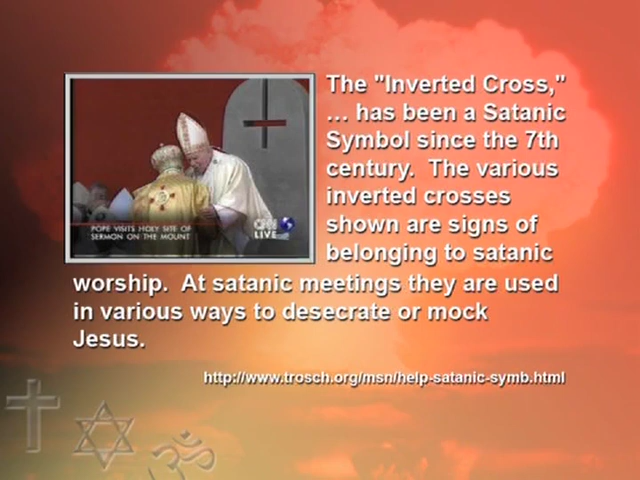 The "Inverted Cross,"
… has been a Satanic
Symbol since the 7th
century. The various
inverted crosses
shown are signs of
belonging to satanic
worship. At satanic meetings they are used
in various ways to desecrate or mock
Jesus.
POPE VISITS HOLY SITE OF
SERMON ON THE MOUNT
CNN
LIVE
http://www.trosch.org/msn/help-satanic-symb.html
ॐ